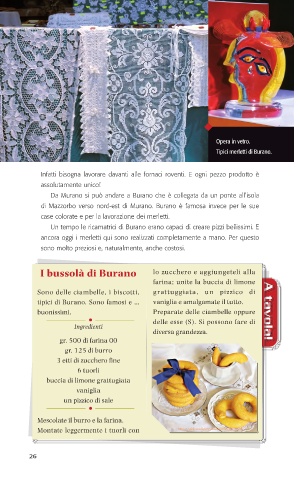 Opera in vetro.
Tipici merletti di Burano.
Infatti bisogna lavorare davanti alle fornaci roventi. E ogni pezzo prodotto è
assolutamente unico!
Da Murano si può andare a Burano che è collegata da un ponte all'isola
di Mazzorbo verso nord-est di Murano. Burano è famosa invece per le sue
case colorate e per la lavorazione dei merletti.
Un tempo le ricamatrici di Burano erano capaci di creare pizzi bellissimi. E
ancora oggi i merletti qui sono realizzati completamente a mano. Per questo
sono molto preziosi e, naturalmente, anche costosi.
I bussolà di Burano
Sono delle ciambelle, i biscotti,
tipici di Burano. Sono famosi e ...
buonissimi.
Ingredienti
gr. 500 di farina 00
gr. 125 di burro
3 etti di zucchero fine
6 tuorli
buccia di limone grattugiata
vaniglia
un pizzico di sale
Mescolate il burro e la farina.
Montate leggermente i tuorli con
lo zucchero e aggiungeteli alla
farina; unite la buccia di limone
grattugiata, un pizzico di
vaniglia e amalgamate il tutto.
Preparate delle ciambelle oppure
delle esse (S). Si possono fare di
diversa grandezza.
A tavola!
26